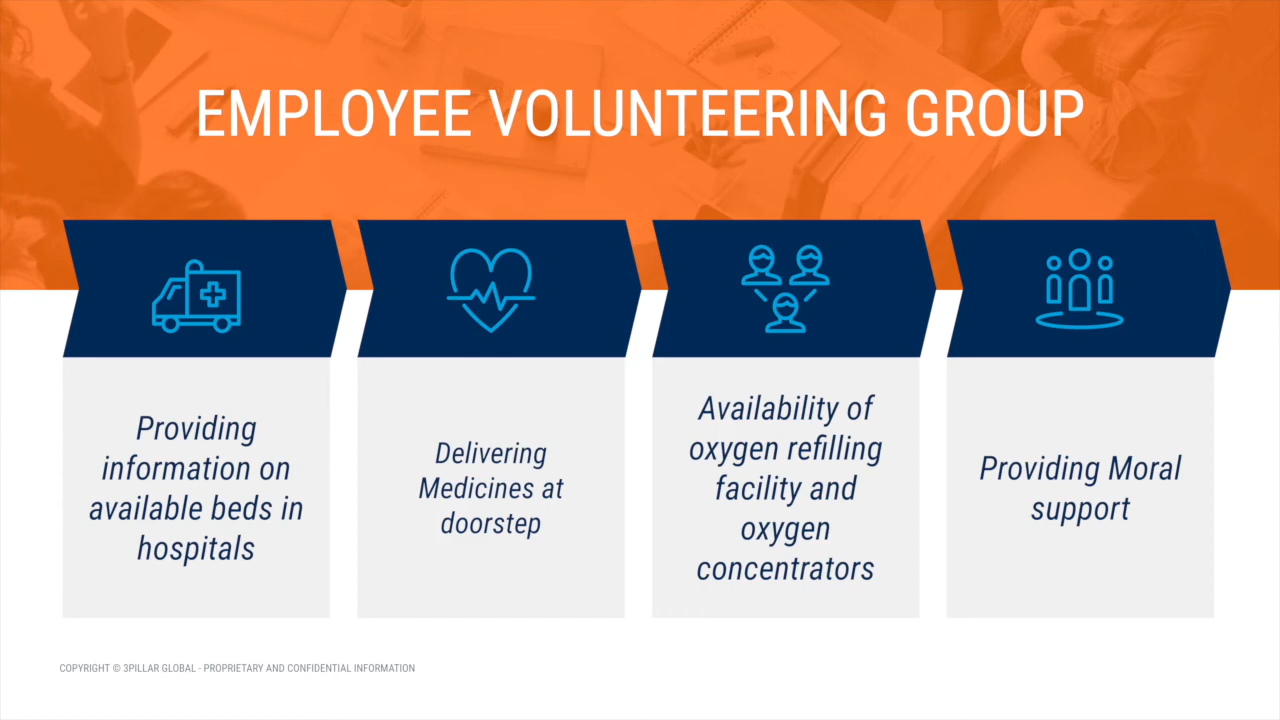 EMPLOYEE VOLUNTEERING GROUP
Providing
information on
available beds in
hospitals
Delivering
Medicines at
doorstep
Availability of
oxygen refilling
facility and
oxygen
concentrators
Providing Moral
support
COPYRIGHT © 3PILLAR GLOBAL - PROPRIETARY AND CONFIDENTIAL INFORMATION